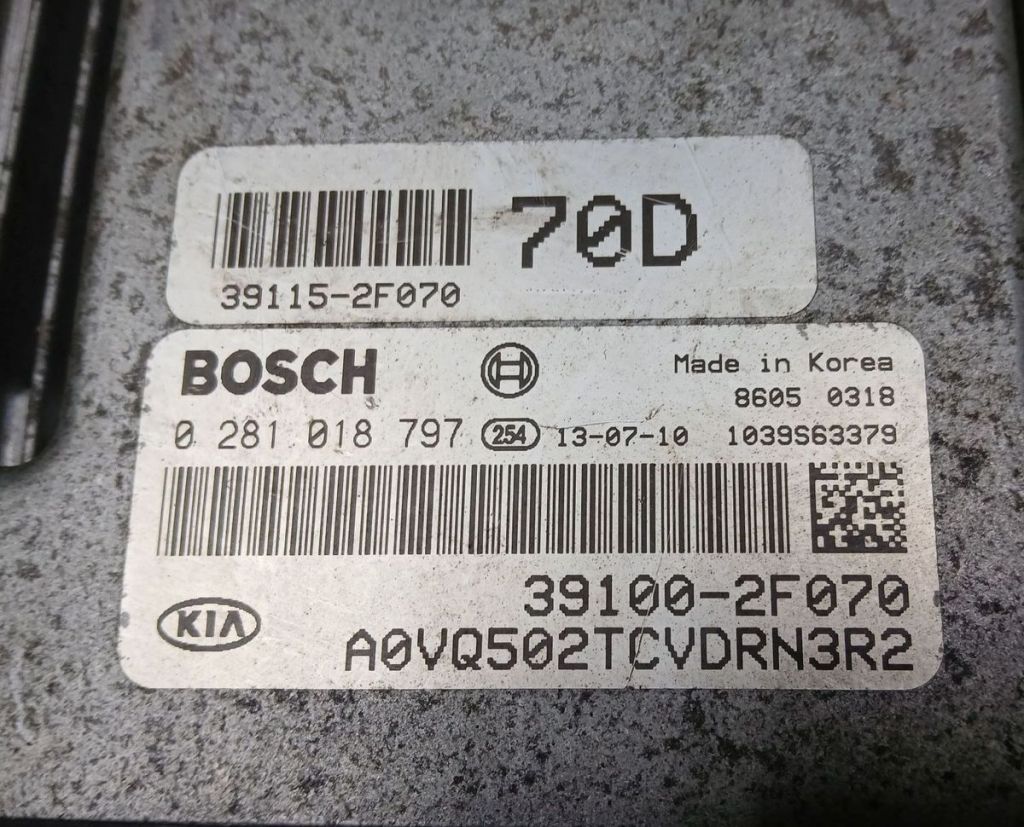 70D
39115-2F070
BOSCH Made in Korea
8605 0318
0 281 018 797 254 13-07-10 1039S63379
39100-2F070
KIA A0VQ502TCVDRN3R2